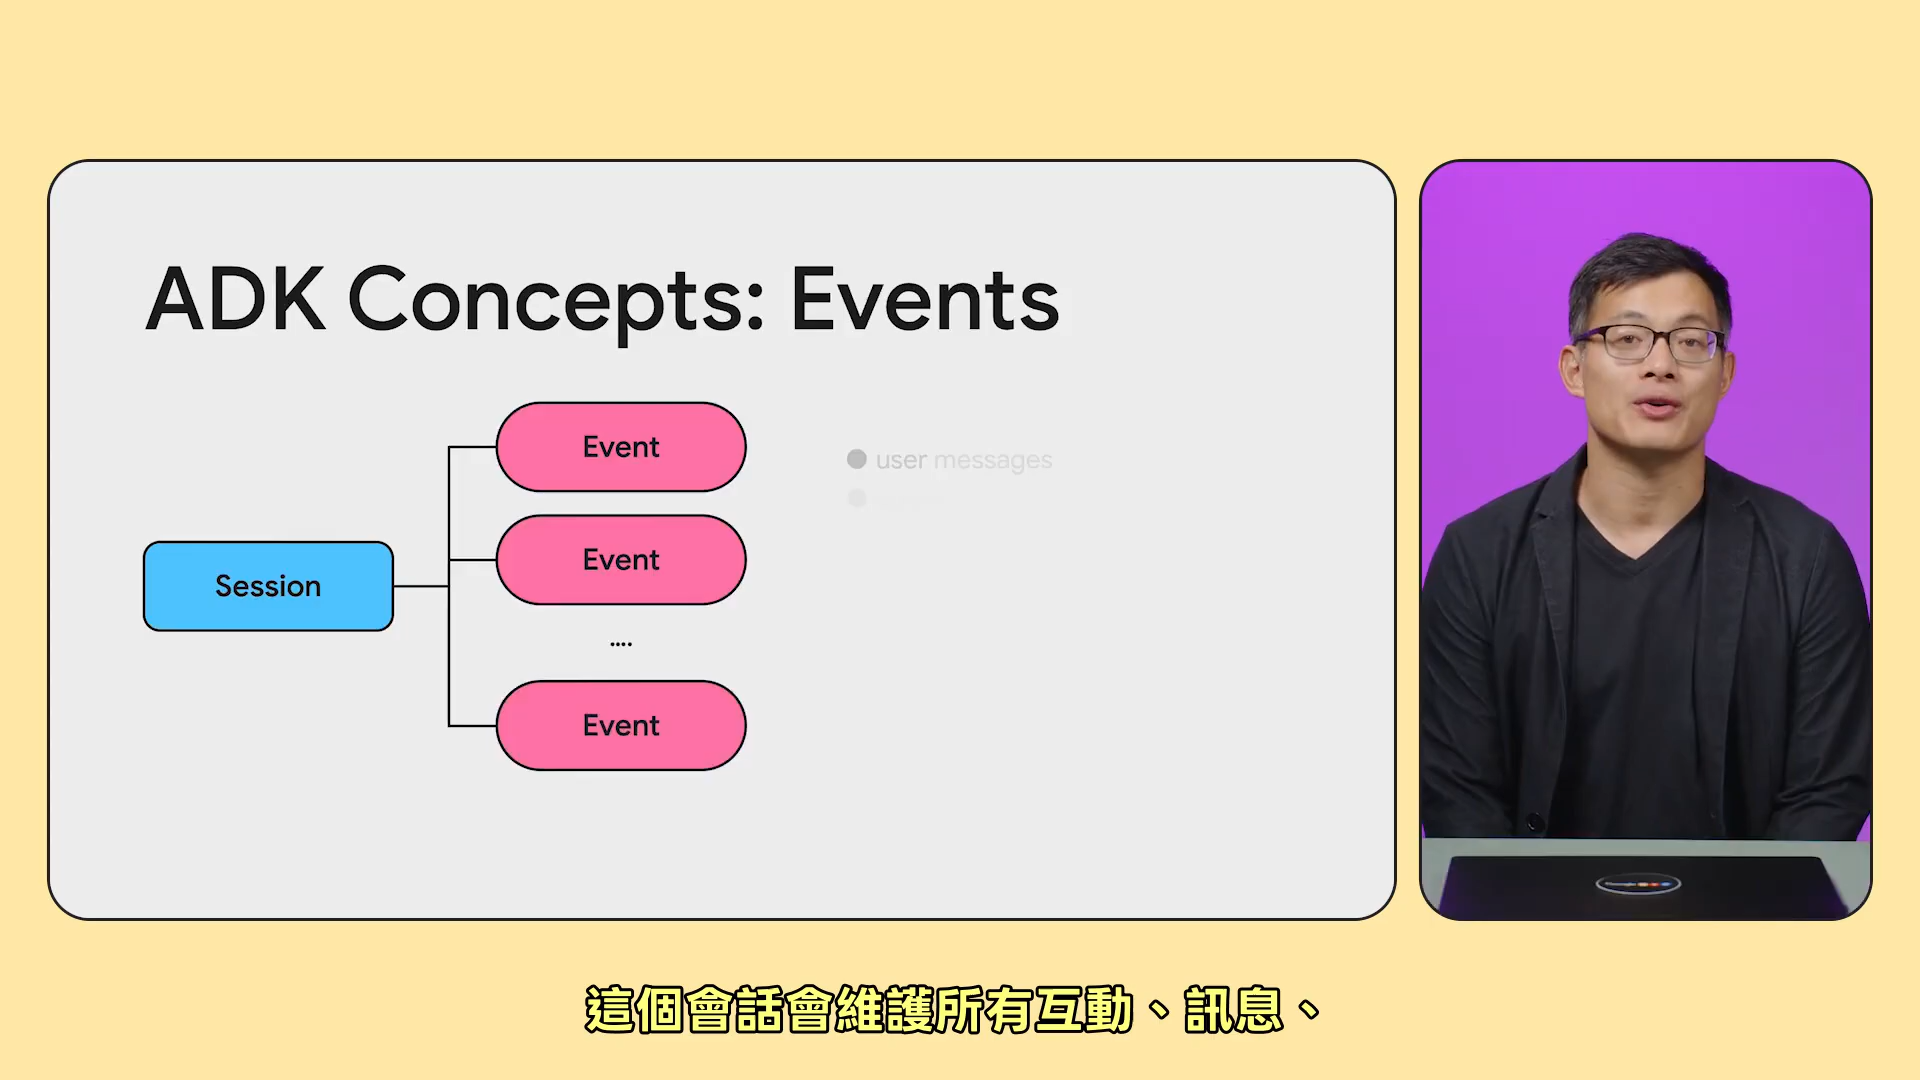 ADK Concepts: Events
Session
Event
Event
....
Event
user messages
這個會話會維護所有互動、訊息、